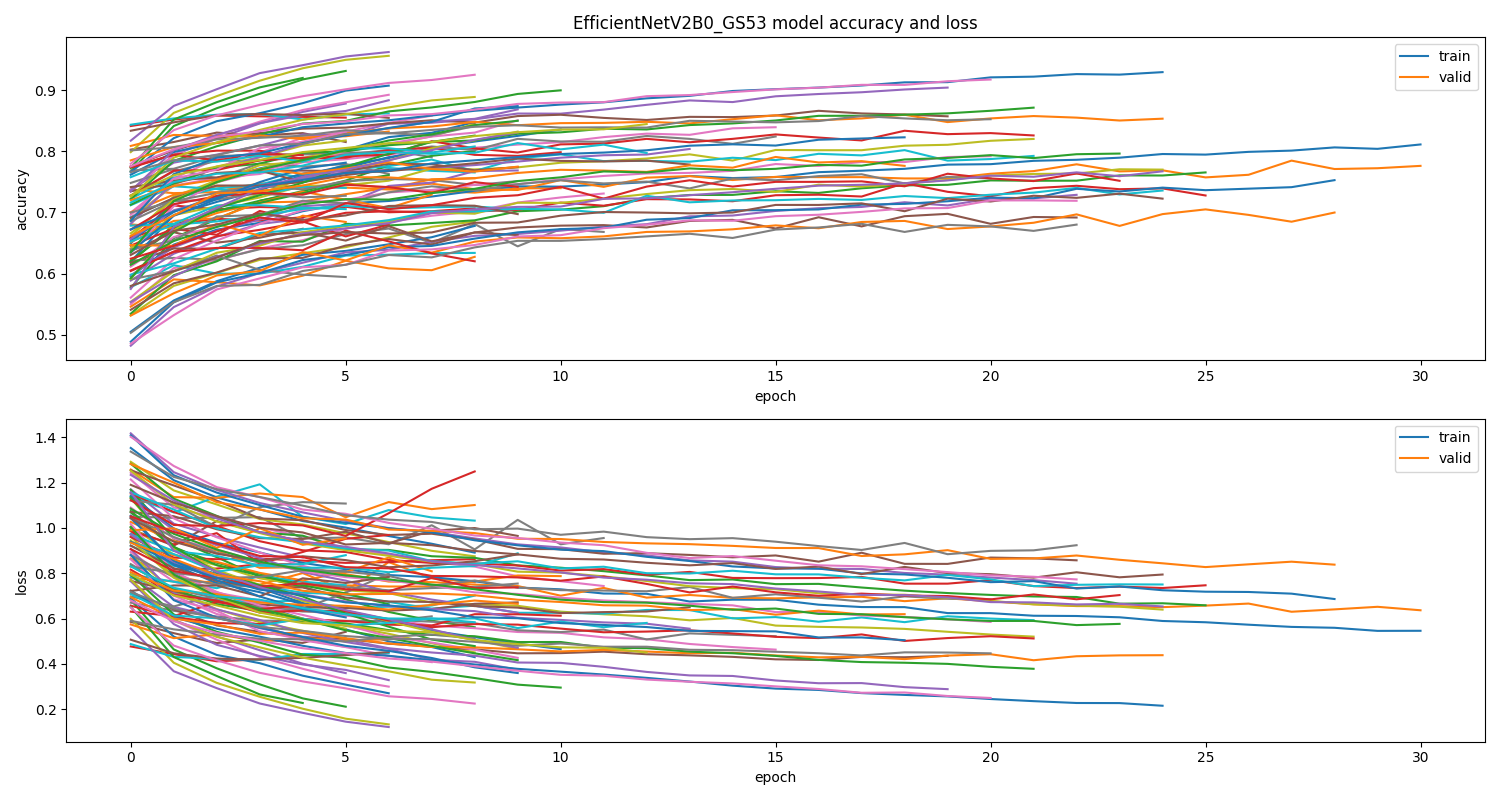 EfficientNetV2B0_GS53 model accuracy and loss
train
valid
accuracy
0.9
0.8
0.7
0.6
0.5
0 5 10 15 20 25 30
epoch
train
valid
loss
1.4
1.2
1.0
0.8
0.6
0.4
0.2
0 5 10 15 20 25 30
epoch